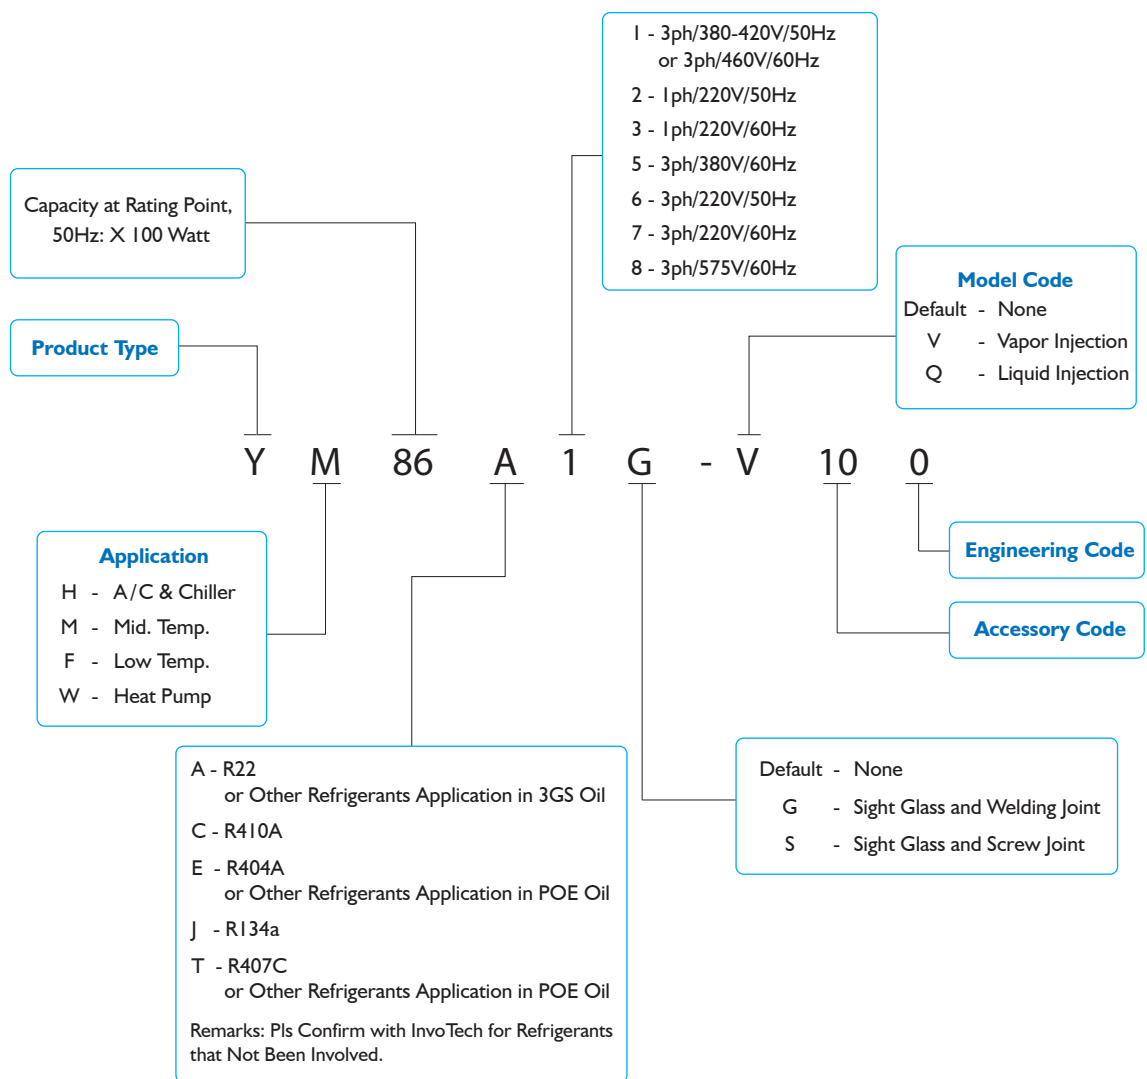 1 - 3ph/380-420V/50Hz
or 3ph/460V/60Hz
2 - 1ph/220V/50Hz
3 - 1ph/220V/60Hz
5 - 3ph/380V/60Hz
6 - 3ph/220V/50Hz
7 - 3ph/220V/60Hz
8 - 3ph/575V/60Hz
Capacity at Rating Point,
50Hz: X 100 Watt
Product Type
Model Code
Default - None
V - Vapor Injection
Q - Liquid Injection
Y M 86 A 1 G - V 10 0
Application
H - A/C & Chiller
M - Mid. Temp.
F - Low Temp.
W - Heat Pump
Engineering Code
Accessory Code
A - R22
or Other Refrigerants Application in 3GS Oil
C - R410A
E - R404A
or Other Refrigerants Application in POE Oil
J - R134a
T - R407C
or Other Refrigerants Application in POE Oil
Remarks: Pls Confirm with InvoTech for Refrigerants
that Not Been Involved.
Default - None
G - Sight Glass and Welding Joint
S - Sight Glass and Screw Joint